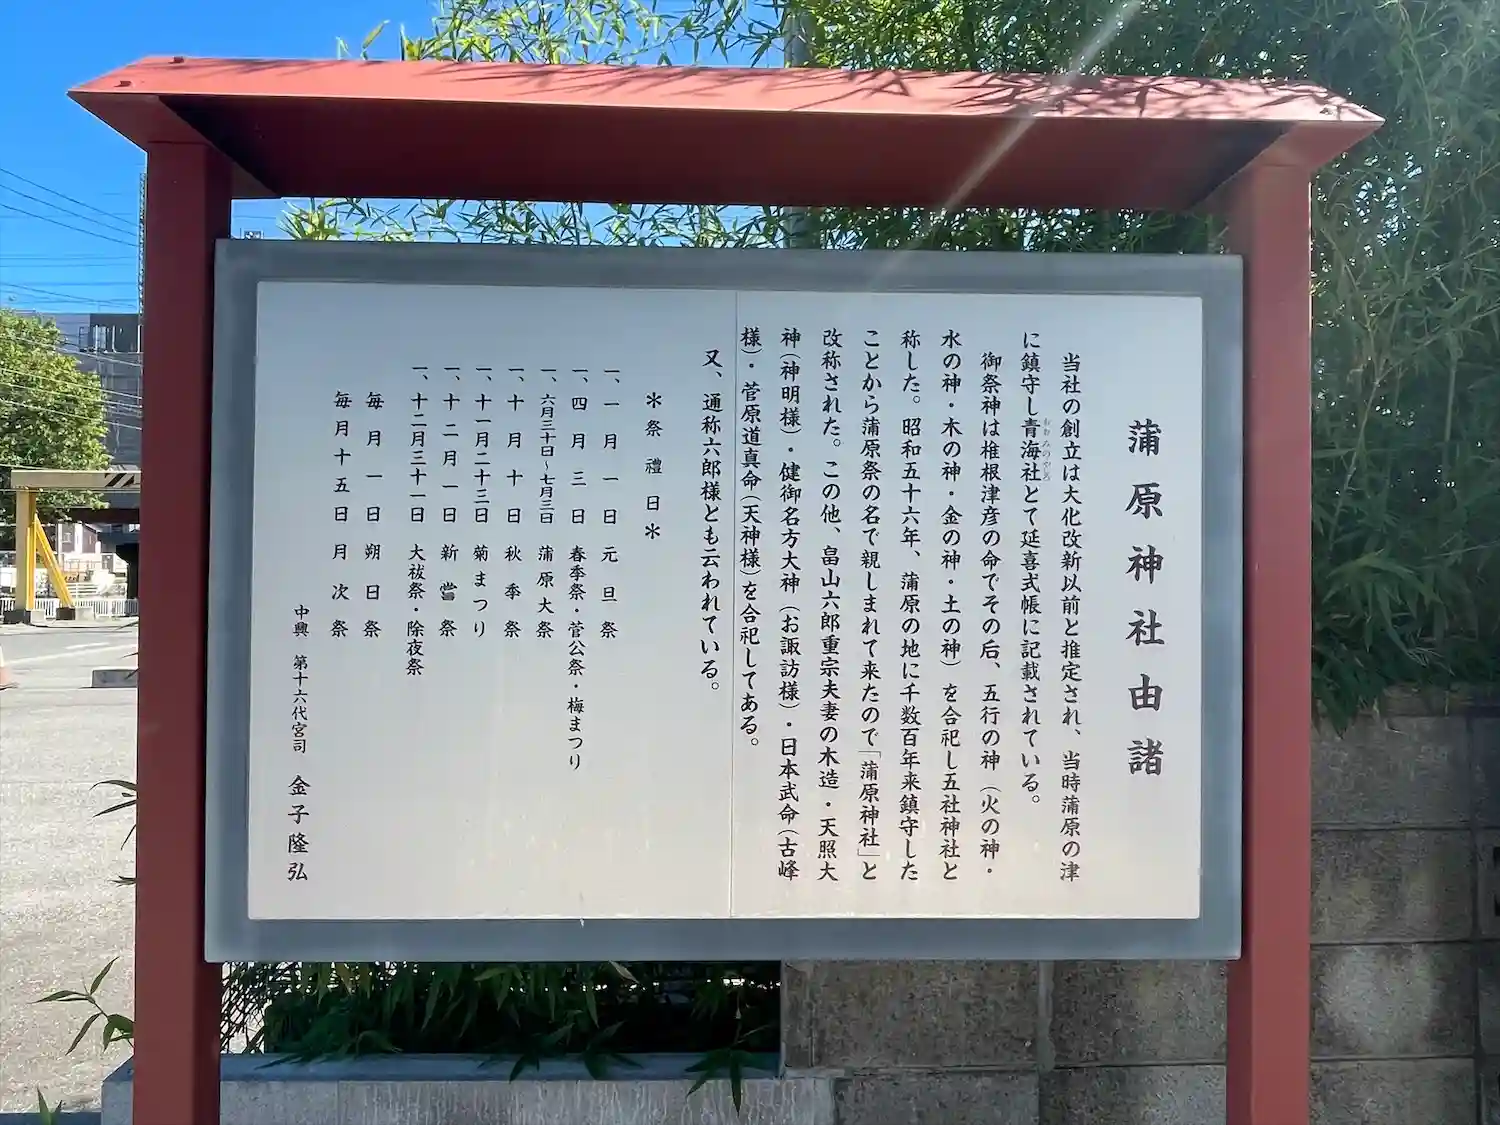 蒲原神社由諸
当社の創立は大化改新以前と推定され、当時蒲原の津
に鎮守し青海社とて延喜式帳に記載されている。
御祭神は椎根津彦の命でその后、五行の神（火の神・
水の神・木の神・金の神・土の神）を合祀し五社神社と
称した。昭和五十六年、蒲原の地に千数百年来鎮守した
ことから蒲原祭の名で親しまれて来たので「蒲原神社」と
改称された。この他、畠山六郎重宗夫妻の木造・天照大
神（神明様）・健御名方大神（お諏訪様）・日本武命（古峰
様）・菅原道真命（天神様）を合祀してある。
又、通称六郎様とも云われている。
＊祭禮日＊
一、一月一日 元旦祭
一、四月三日 春季祭・菅公祭・梅まつり
一、六月三十日～七月三日 蒲原大祭
一、十月十日 秋季祭
一、十一月二十三日 菊まつり
一、十二月一日 新嘗祭
一、十二月三十一日 大祓祭・除夜祭
毎月一日 朔日祭
毎月十五日 月次祭
中興 第十六代宮司 金子隆弘